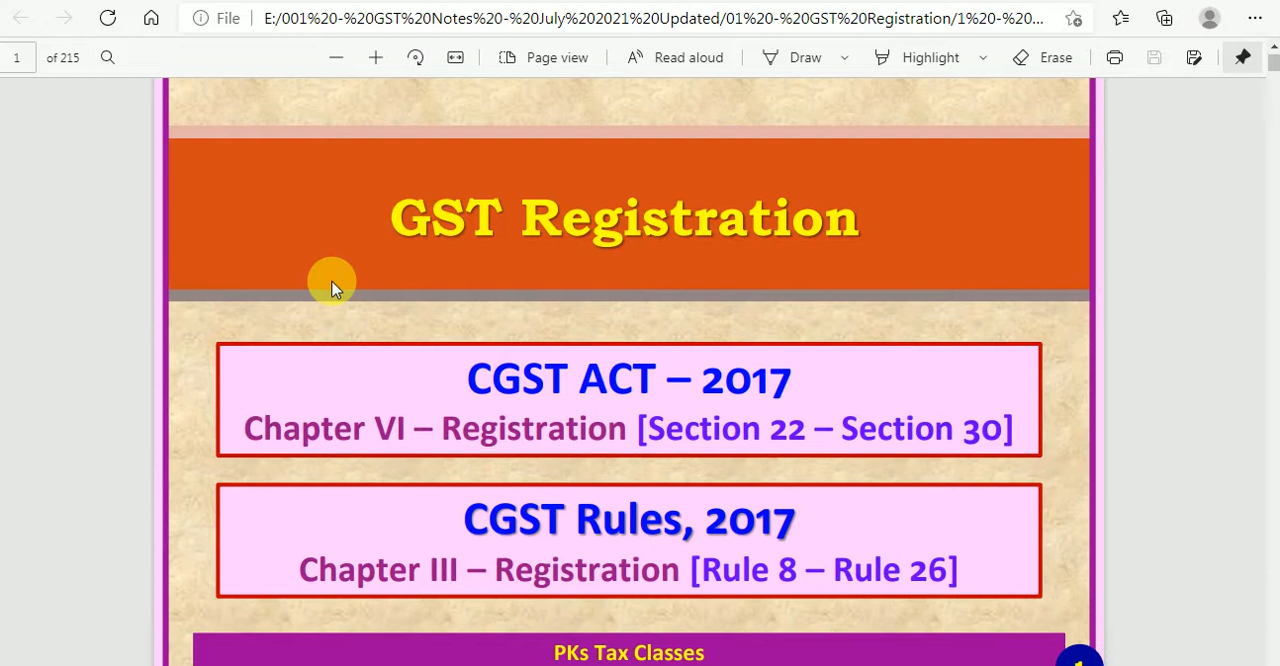 File E:/001%20-%20GST%20Notes%20-%20July%202021%20Updated/01%20-%20GST%20Registration/1%20-%20...
1 of 215 Page view Read aloud Draw Highlight Erase
GST Registration
CGST ACT – 2017
Chapter VI – Registration [Section 22 – Section 30]
CGST Rules, 2017
Chapter III – Registration [Rule 8 – Rule 26]
PKs Tax Classes
1